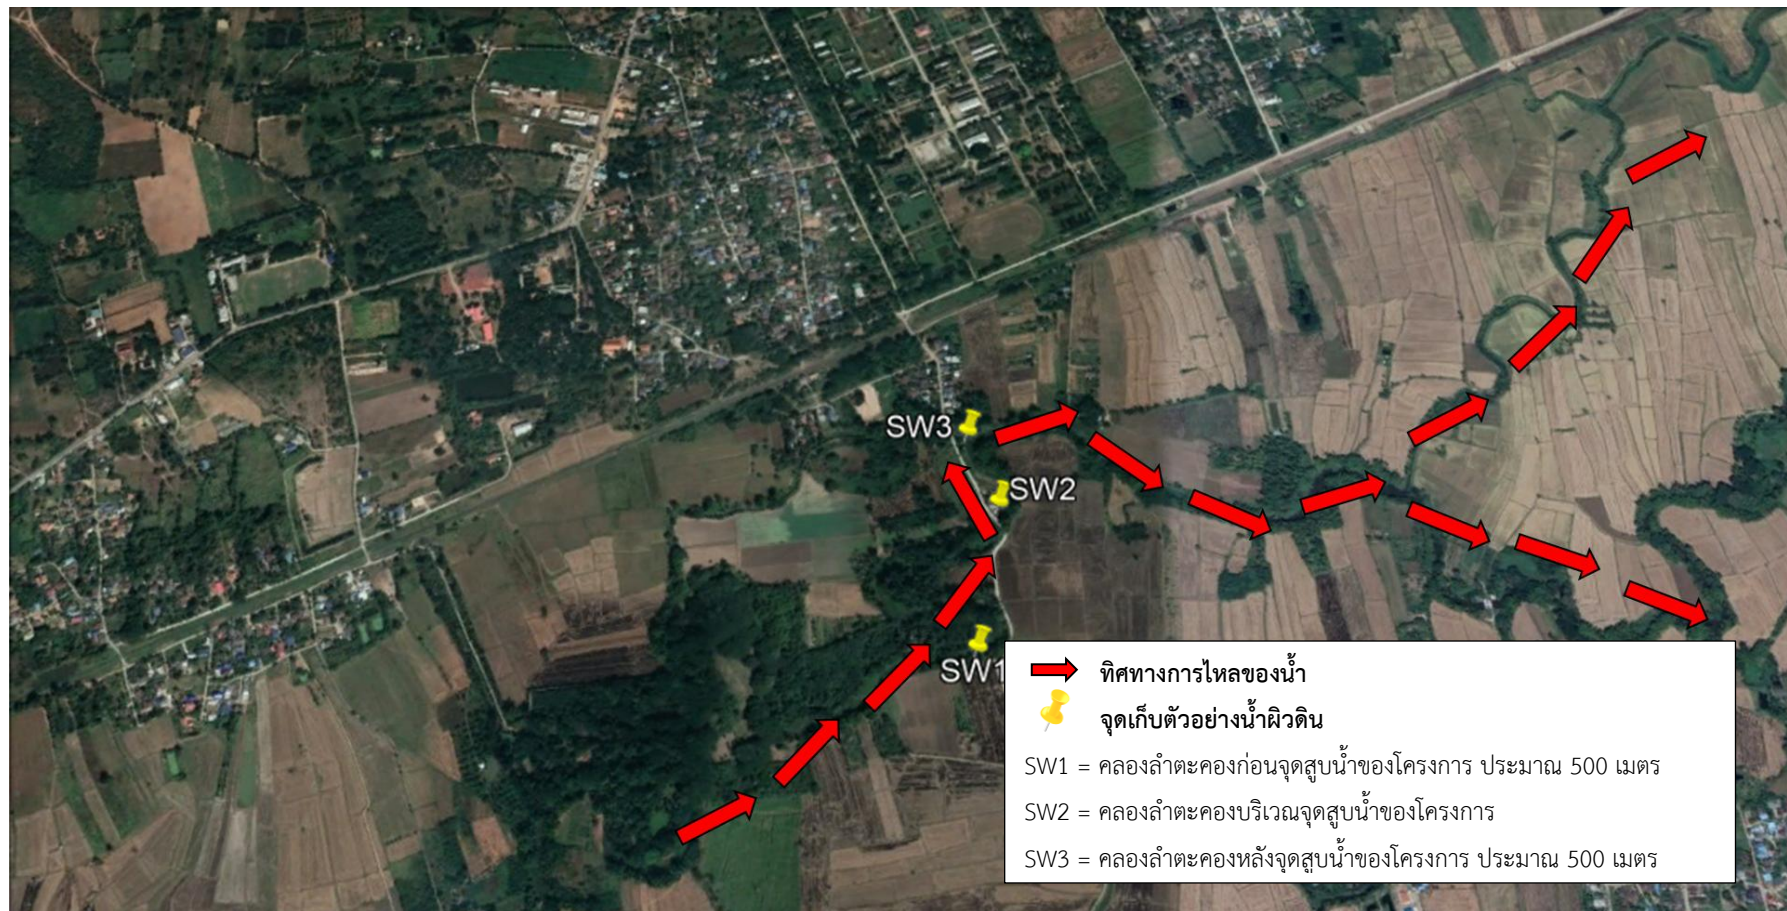 SW3
SW2
SW1
ทิศทางการไหลของน้ำ
จุดเก็บตัวอย่างน้ำผิวดิน
SW1 = คลองลำตะคองก่อนจุดสูบน้ำของโครงการ ประมาณ 500 เมตร
SW2 = คลองลำตะคองบริเวณจุดสูบน้ำของโครงการ
SW3 = คลองลำตะคองหลังจุดสูบน้ำของโครงการ ประมาณ 500 เมตร